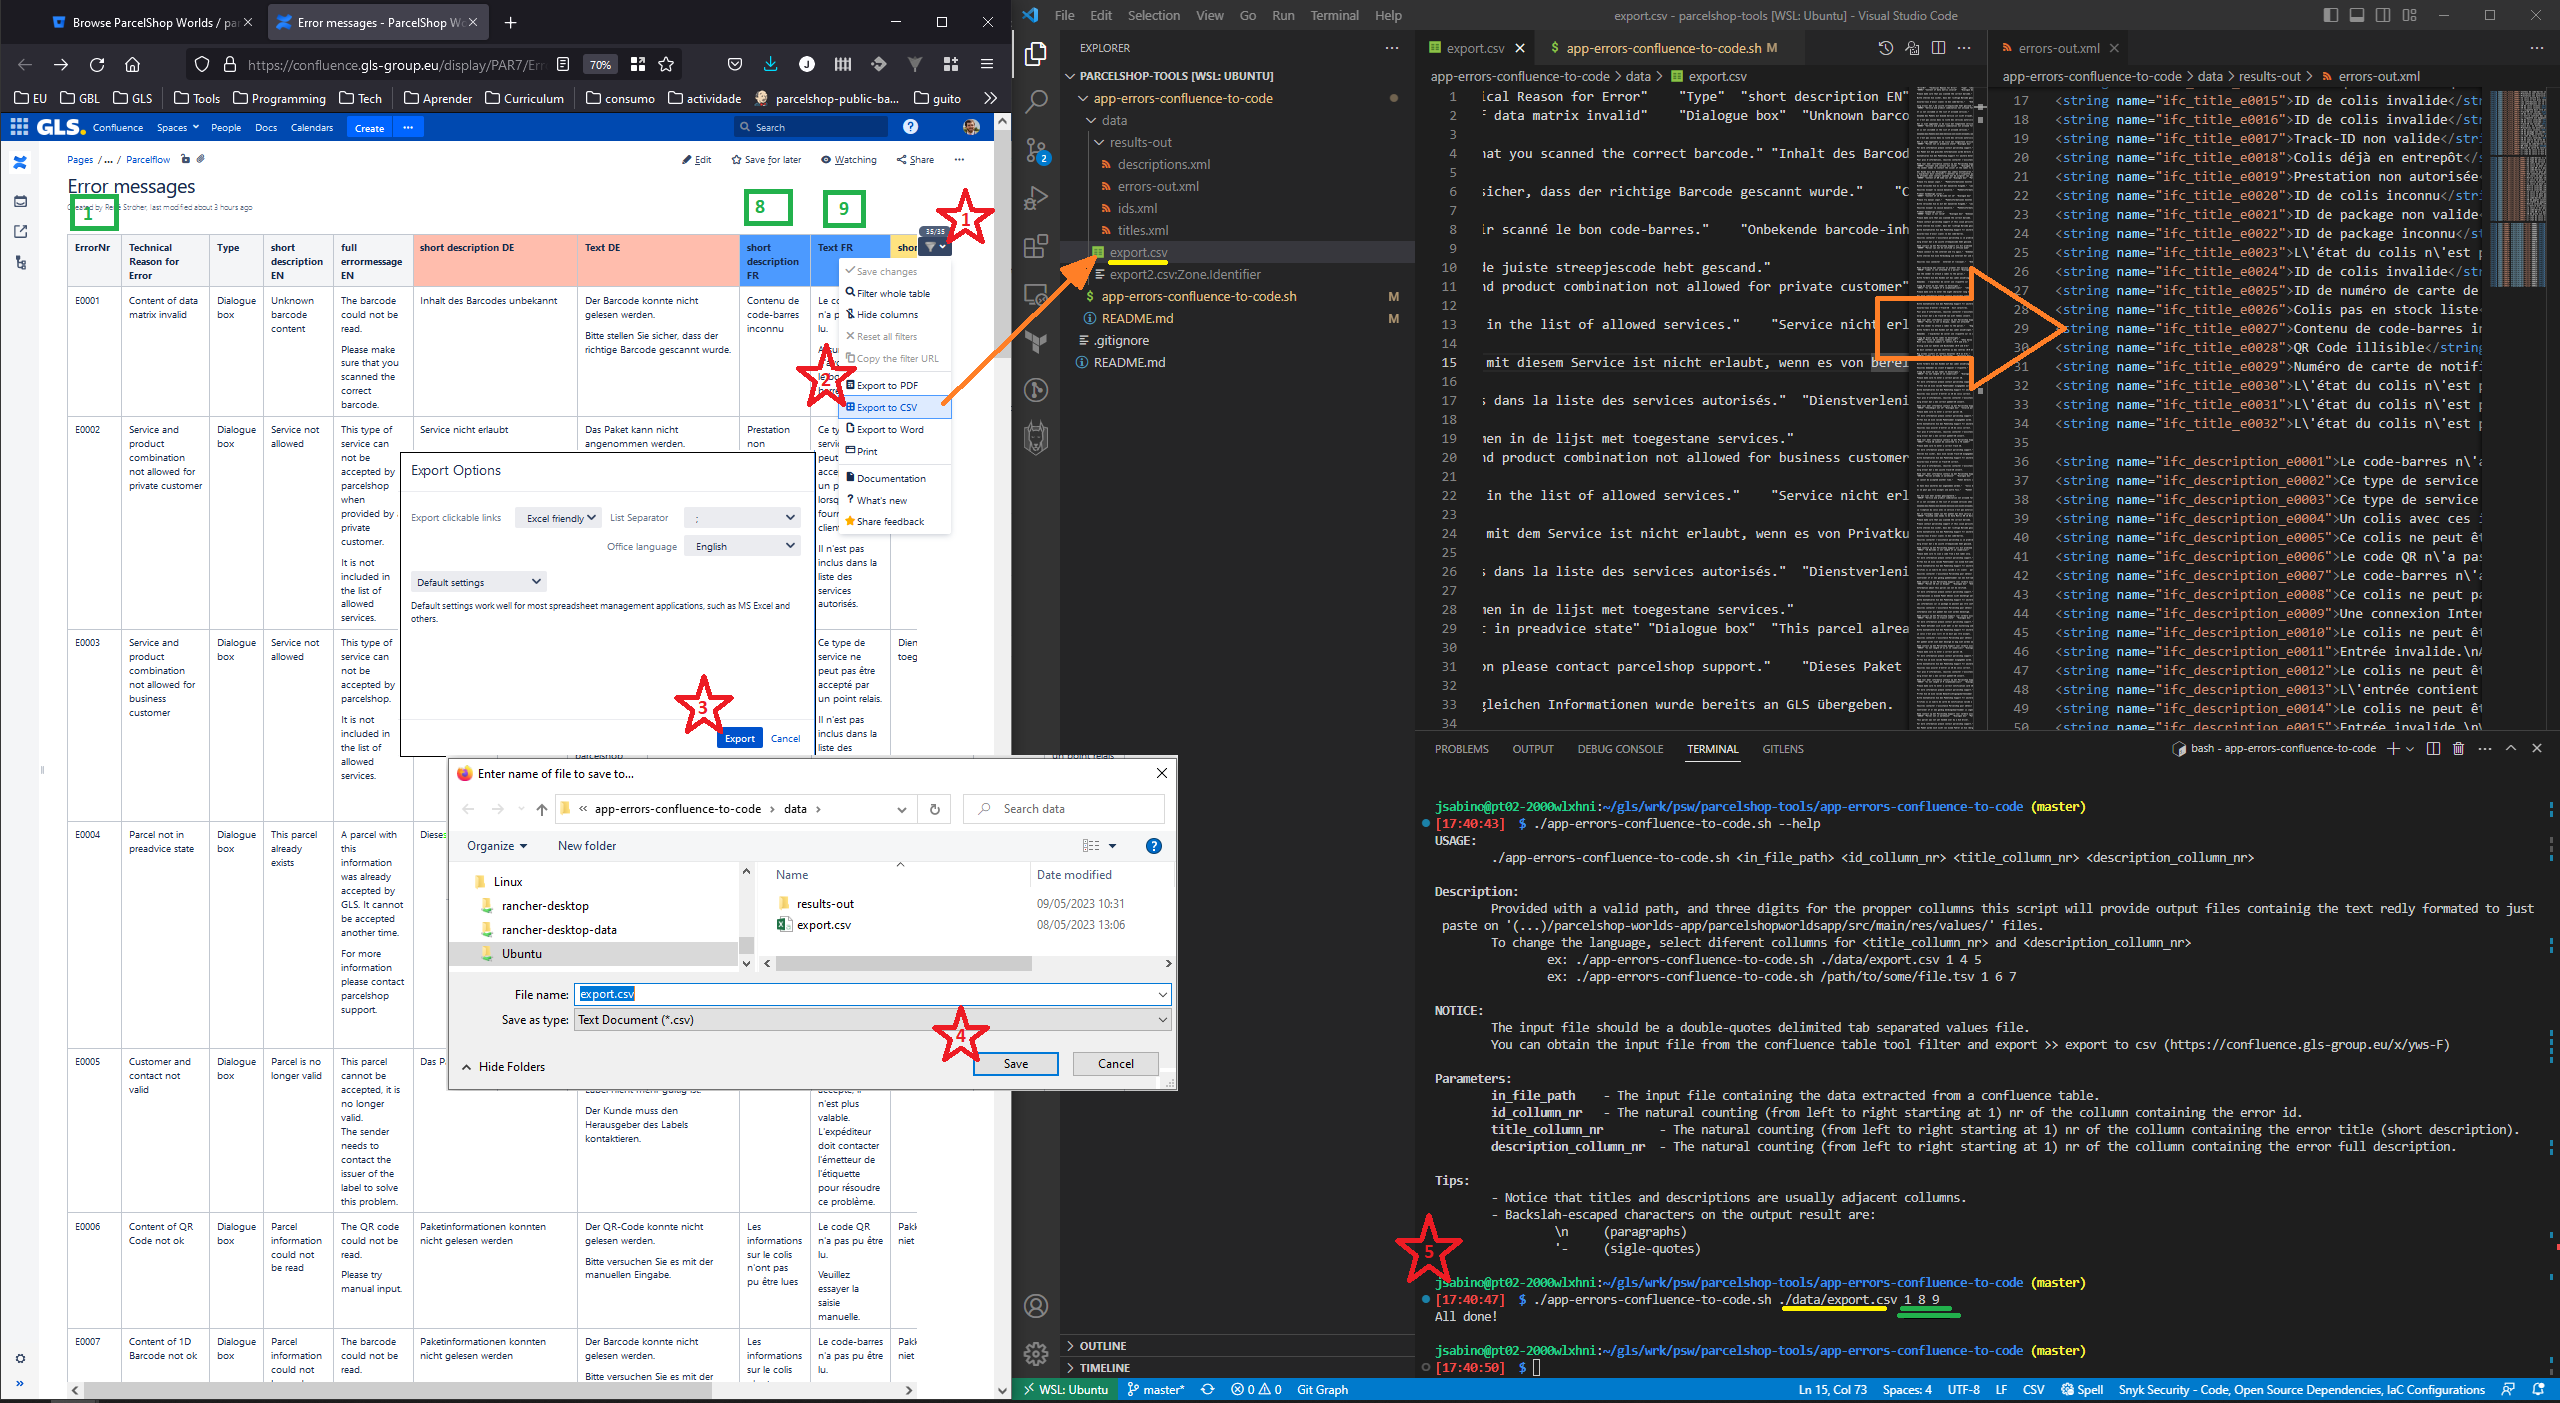 Browse ParcelShop Worlds / par
Error messages - ParcelShop Wo
https://confluence.gls-group.eu/display/PAR7/Err
70%
EU
GBL
GLS
Tools
Programming
Tech
Aprender
Curriculum
consumo
actividade
parcelshop-public-ba...
guito
GLS.
Confluence
Spaces
People
Docs
Calendars
Create
Search
Pages /... / Parcelflow
Edit
Save for later
Watching
Share
Error messages
last modified about 3 hours ago
1
8
9
1
35/35
ErrorNr
Technical Reason for Error
Type
short description EN
full errormessage EN
short description DE
Text DE
short description FR
Text FR
E0001
Content of data matrix invalid
Dialogue box
Unknown barcode content
The barcode could not be read.
Please make sure that you scanned the correct barcode.
Inhalt des Barcodes unbekannt
Der Barcode konnte nicht gelesen werden.
Bitte stellen Sie sicher, dass der richtige Barcode gescannt wurde.
Contenu de code-barres inconnu
Save changes
Filter whole table
Hide columns
Reset all filters
Copy the filter URL
Export to PDF
2
Export to CSV
Export to Word
Print
Documentation
What's new
Share feedback
E0002
Service and product combination not allowed for private customer
Dialogue box
Service not allowed
This type of service can not be accepted by parcelshop when provided by private customer.
It is not included in the list of allowed services.
Service nicht erlaubt
Das Paket kann nicht angenommen werden.
Prestation non
Il n'est pas inclus dans la liste des services autorisés.
Export Options
Export clickable links
Excel friendly
List Separator
;
Office language
English
Default settings
Default settings work well for most spreadsheet management applications, such as MS Excel and others.
3
Export
Cancel
E0003
Service and product combination not allowed for business customer
Dialogue box
Service not allowed
This type of service can not be accepted by parcelshop.
It is not included in the list of allowed services.
Ce type de service ne peut pas être accepté par un point relais.
Il n'est pas inclus dans la liste des
E0004
Parcel not in preadvice state
Dialogue box
This parcel already exists
A parcel with this information was already accepted by GLS. It cannot be accepted another time.
For more information please contact parcelshop support.
Enter name of file to save to...
app-errors-confluence-to-code
data
Search data
Organize
New folder
Linux
rancher-desktop
rancher-desktop-data
Ubuntu
Name
Date modified
results-out
09/05/2023 10:31
export.csv
08/05/2023 13:06
File name:
export.csv
Save as type:
Text Document (*.csv)
4
Hide Folders
Save
Cancel
E0005
Customer and contact not valid
Dialogue box
Parcel is no longer valid
This parcel cannot be accepted, it is no longer valid.
The sender needs to contact the issuer of the label to solve this problem.
Der Kunde muss den Herausgeber des Labels kontaktieren.
n'est plus valable.
L'expéditeur doit contacter l'émetteur de l'étiquette pour résoudre ce problème.
E0006
Content of QR Code not ok
Dialogue box
Parcel information could not be read
The QR code could not be read.
Please try manual input.
Paketinformationen konnten nicht gelesen werden
Der QR-Code konnte nicht gelesen werden.
Bitte versuchen Sie es mit der manuellen Eingabe.
Les informations sur le colis n'ont pas pu être lues
Le code QR n'a pas pu être lu.
Veuillez essayer la saisie manuelle.
Pakk
niet
E0007
Content of 1D Barcode not ok
Dialogue box
Parcel information could not
The barcode could not be read.
Paketinformationen konnten nicht gelesen werden
Der Barcode konnte nicht gelesen werden.
Bitte versuchen Sie es mit der
Les informations sur le colis
Le code-barres n'a pas pu être lu.
Pakk
niet
File Edit Selection View Go Run Terminal Help
export.csv - parcelshop-tools [WSL: Ubuntu] - Visual Studio Code
EXPLORER
PARCELSHOP-TOOLS [WSL: UBUNTU]
app-errors-confluence-to-code
data
results-out
descriptions.xml
errors-out.xml
ids.xml
titles.xml
export.csv
export2.csv:Zone.Identifier
app-errors-confluence-to-code.sh M
README.md M
.gitignore
README.md
OUTLINE
TIMELINE
export.csv
app-errors-confluence-to-code.sh M
app-errors-confluence-to-code > data > export.csv
1 ical Reason for Error" "Type" "short description EN"
2 F data matrix invalid" "Dialogue box" "Unknown barco
3
4 hat you scanned the correct barcode." "Inhalt des Barcod
5
6 sicher, dass der richtige Barcode gescannt wurde." "C
7
8 ir scanné le bon code-barres." "Onbekende barcode-inh
9
10 de juiste streepjescode hebt gescand."
11 nd product combination not allowed for private customer"
12
13 in the list of allowed services." "Service nicht erl
14
15 mit diesem Service ist nicht erlaubt, wenn es von berei
16
17 s dans la liste des services autorisés." "Dienstverleni
18
19 men in de lijst met toegestane services."
20 nd product combination not allowed for business customer
21
22 in the list of allowed services." "Service nicht erl
23
24 mit dem Service ist nicht erlaubt, wenn es von Privatku
25
26 s dans la liste des services autorisés." "Dienstverleni
27
28 men in de lijst met toegestane services."
29 t in preadvice state" "Dialogue box" "This parcel alrea
30
31 on please contact parcelshop support." "Dieses Paket
32
33 gleichen Informationen wurde bereits an GLS übergeben.
34
errors-out.xml
app-errors-confluence-to-code > data > results-out > errors-out.xml
17 <string name="ifc_title_e0015">ID de colis invalide</str
18 <string name="ifc_title_e0016">ID de colis invalide</str
19 <string name="ifc_title_e0017">Track-ID non valide</stri
20 <string name="ifc_title_e0018">Colis déjà en entrepôt</s
21 <string name="ifc_title_e0019">Prestation non autorisée<
22 <string name="ifc_title_e0020">ID de colis inconnu</stri
23 <string name="ifc_title_e0021">ID de package non valide<
24 <string name="ifc_title_e0022">ID de package inconnu</st
25 <string name="ifc_title_e0023">L\'état du colis n\'est p
26 <string name="ifc_title_e0024">ID de colis invalide</str
27 <string name="ifc_title_e0025">ID de numéro de carte de
28 <string name="ifc_title_e0026">Colis pas en stock liste<
29 <string name="ifc_title_e0027">Contenu de code-barres in
30 <string name="ifc_title_e0028">QR Code illisible</string
31 <string name="ifc_title_e0029">Numéro de carte de notifi
32 <string name="ifc_title_e0030">L\'état du colis n\'est p
33 <string name="ifc_title_e0031">L\'état du colis n\'est p
34 <string name="ifc_title_e0032">L\'état du colis n\'est p
35
36 <string name="ifc_description_e0001">Le code-barres n\'a
37 <string name="ifc_description_e0002">Ce type de service
38 <string name="ifc_description_e0003">Ce type de service
39 <string name="ifc_description_e0004">Un colis avec ces i
40 <string name="ifc_description_e0005">Ce colis ne peut êt
41 <string name="ifc_description_e0006">Le code QR n\'a pas
42 <string name="ifc_description_e0007">Le code-barres n\'a
43 <string name="ifc_description_e0008">Ce colis ne peut pa
44 <string name="ifc_description_e0009">Une connexion Inter
45 <string name="ifc_description_e0010">Le colis ne peut êt
46 <string name="ifc_description_e0011">Entrée invalide.\nA
47 <string name="ifc_description_e0012">Le colis ne peut êt
48 <string name="ifc_description_e0013">L\'entrée contient
49 <string name="ifc_description_e0014">Le colis ne peut êt
50 <string name="ifc_description_e0015">Entrée invalide.\n
PROBLEMS OUTPUT DEBUG CONSOLE TERMINAL GITLENS
bash - app-errors-confluence-to-code
jsabino@pt02-2000wlxhni:~/gls/wrk/psw/parcelshop-tools/app-errors-confluence-to-code (master)
[17:40:43] $ ./app-errors-confluence-to-code.sh --help
USAGE:
./app-errors-confluence-to-code.sh <in_file_path> <id_collumn_nr> <title_collumn_nr> <description_collumn_nr>
Description:
Provided with a valid path, and three digits for the propper collumns this script will provide output files containig the text redly formated to just
paste on '(...)/parcelshop-worlds-app/parcelshopworldsapp/src/main/res/values/' files.
To change the language, select diferent collumns for <title_column_nr> and <description_column_nr>
ex: ./app-errors-confluence-to-code.sh ./data/export.csv 1 4 5
ex: ./app-errors-confluence-to-code.sh /path/to/some/file.tsv 1 6 7
NOTICE:
The input file should be a double-quotes delimited tab separated values file.
You can obtain the input file from the confluence table tool filter and export >> export to csv (https://confluence.gls-group.eu/x/yws-F)
Parameters:
in_file_path - The input file containing the data extracted from a confluence table.
id_collumn_nr - The natural counting (from left to right starting at 1) nr of the collumn containing the error id.
title_collumn_nr - The natural counting (from left to right starting at 1) nr of the column containing the error title (short description).
description_collumn_nr - The natural counting (from left to right starting at 1) nr of the column containing the error full description.
Tips:
- Notice that titles and descriptions are usually adjacent collumns.
- Backslah-escaped characters on the output result are:
\n (paragraphs)
'- (sigle-quotes)
5
jsabino@pt02-2000wlxhni:~/gls/wrk/psw/parcelshop-tools/app-errors-confluence-to-code (master)
[17:40:47] $ ./app-errors-confluence-to-code.sh ./data/export.csv 1 8 9
All done!
jsabino@pt02-2000wlxhni:~/gls/wrk/psw/parcelshop-tools/app-errors-confluence-to-code (master)
[17:40:50] $
WSL: Ubuntu
master*
0 0
Git Graph
Ln 15, Col 73
Spaces: 4
UTF-8
LF
CSV
Spell
Snyk Security - Code, Open Source Dependencies, IaC Configurations